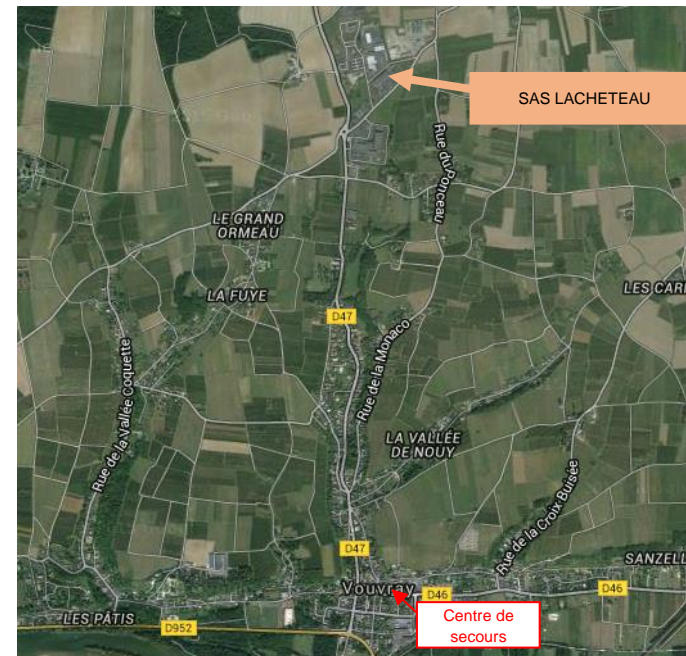 SAS LACHETEAU
Rue du Ponceau
LE GRAND
ORMEAU
LA FUYE
LES CARR
D47
Rue de la Monaco
Rue de la Vallée Coquette
LA VALLÉE
DE NOUY
Rue de la Croix Buisée
D47
SANZELL
Vouvray
D46
D46
Centre de
secours
LES PÂTIS
D952